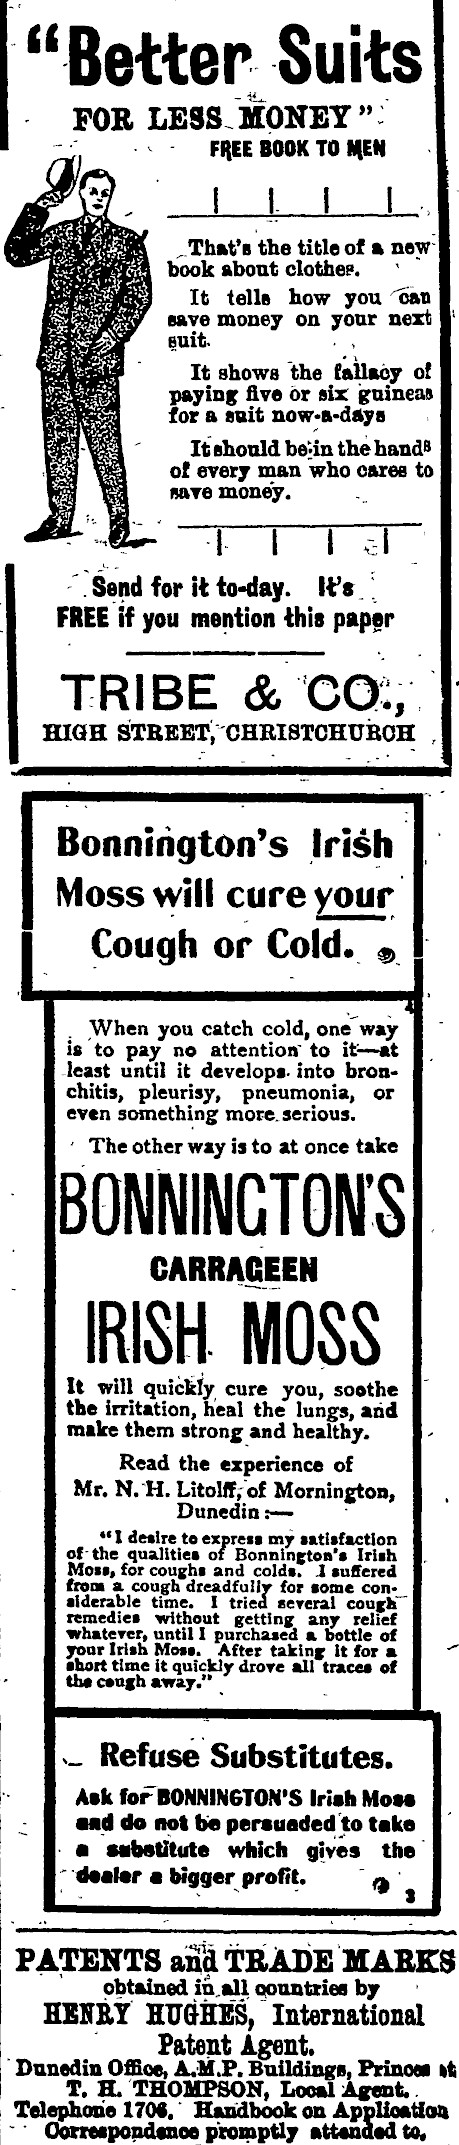 "Better Suits
FOR LESS MONEY"
FREE BOOK TO MEN
That's the title of a new
book about clothes.
It tells how you can
save money on your next
suit.
It shows the fallacy of
paying five or six guineas
for a suit now-a-days
It should be in the hands
of every man who cares to
save money.
Send for it to-day. It's
FREE if you mention this paper
TRIBE & CO.,
HIGH STREET, CHRISTCHURCH
Bonnington's Irish
Moss will cure your
Cough or Cold.
4
When you catch cold, one way
is to pay no attention to it—at
least until it develops into bron-
chitis, pleurisy, pneumonia, or
even something more serious.
The other way is to at once take
BONNINGTON'S
CARRAGEEN
IRISH MOSS
It will quickly cure you, soothe
the irritation, heal the lungs, and
make them strong and healthy.
Read the experience of
Mr. N. H. Litolff, of Mornington,
Dunedin :—
"I desire to express my satisfaction
of the qualities of Bonnington's Irish
Moss, for coughs and colds. I suffered
from a cough dreadfully for some con-
siderable time. I tried several cough
remedies without getting any relief
whatever, until I purchased a bottle of
your Irish Moss. After taking it for a
short time it quickly drove all traces of
the cough away."
Refuse Substitutes.
Ask for BONNINGTON'S Irish Moss
and do not be persuaded to take
a substitute which gives the
dealer a bigger profit.
3
PATENTS and TRADE MARKS
obtained in all countries by
HENRY HUGHES, International
Patent Agent.
Dunedin Office, A.M.P. Buildings, Princes st
T. H. THOMPSON, Local Agent.
Telephone 1706. Handbook on Application
Correspondence promptly attended to.